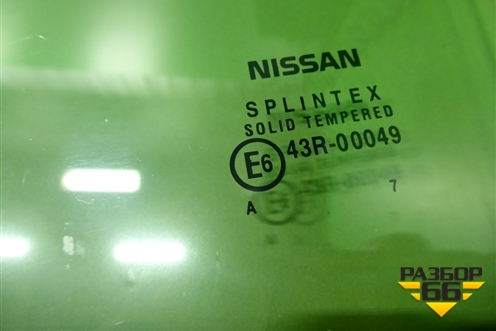 NISSAN
SPLINTEX
SOLID TEMPERED
E6 43R-00049
A 7
РАЗБОР
66